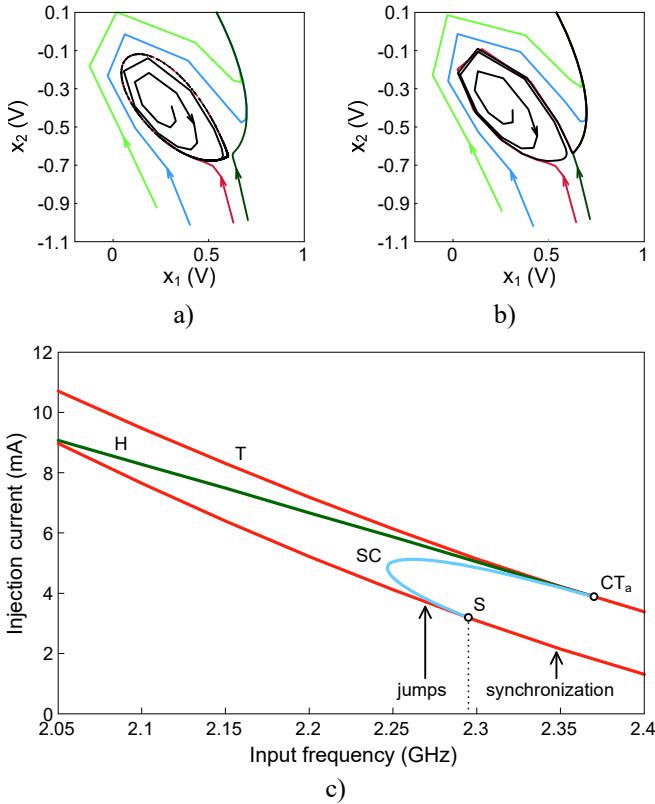 0.1
-0.1
-0.3
-0.5
-0.7
-0.9
-1.1
x₂ (V)
0
0.5
1
x₁ (V)
a)
0.1
-0.1
-0.3
-0.5
-0.7
-0.9
-1.1
x₂ (V)
0
0.5
1
x₁ (V)
b)
12
10
8
6
4
2
0
Injection current (mA)
H
T
SC
CTₐ
S
jumps
synchronization
2.05
2.1
2.15
2.2
2.25
2.3
2.35
2.4
Input frequency (GHz)
c)